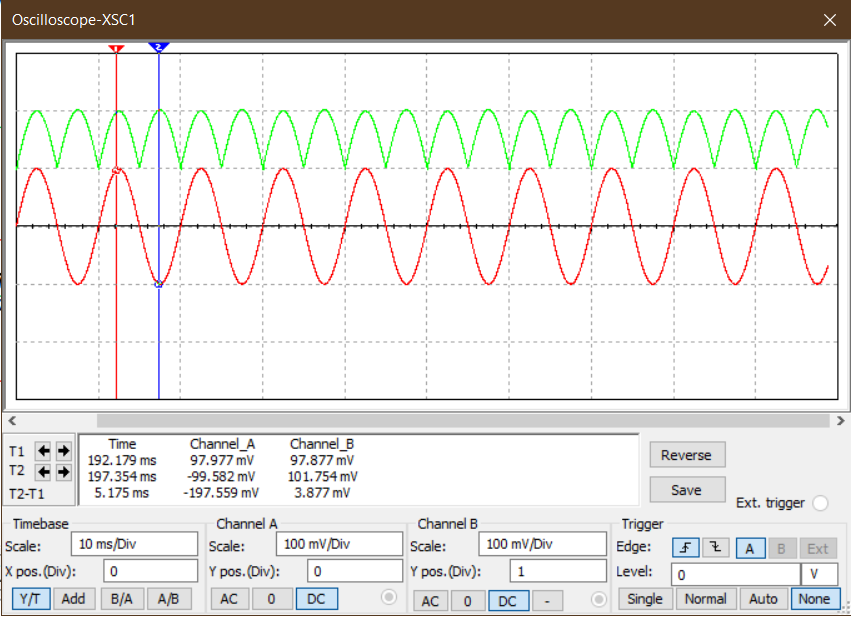 Oscilloscope-XSC1
1 2
Time Channel_A Channel_B
T1 192.179 ms 97.977 mV 97.877 mV
T2 197.354 ms -99.582 mV 101.754 mV
T2-T1 5.175 ms -197.559 mV 3.877 mV
Reverse
Save
Ext. trigger
Timebase Channel A Channel B Trigger
Scale: 10 ms/Div Scale: 100 mV/Div Scale: 100 mV/Div Edge: A B Ext
X pos.(Div): 0 Y pos.(Div): 0 Y pos.(Div): 1 Level: 0 V
Y/T Add B/A A/B AC 0 DC AC 0 DC - Single Normal Auto None